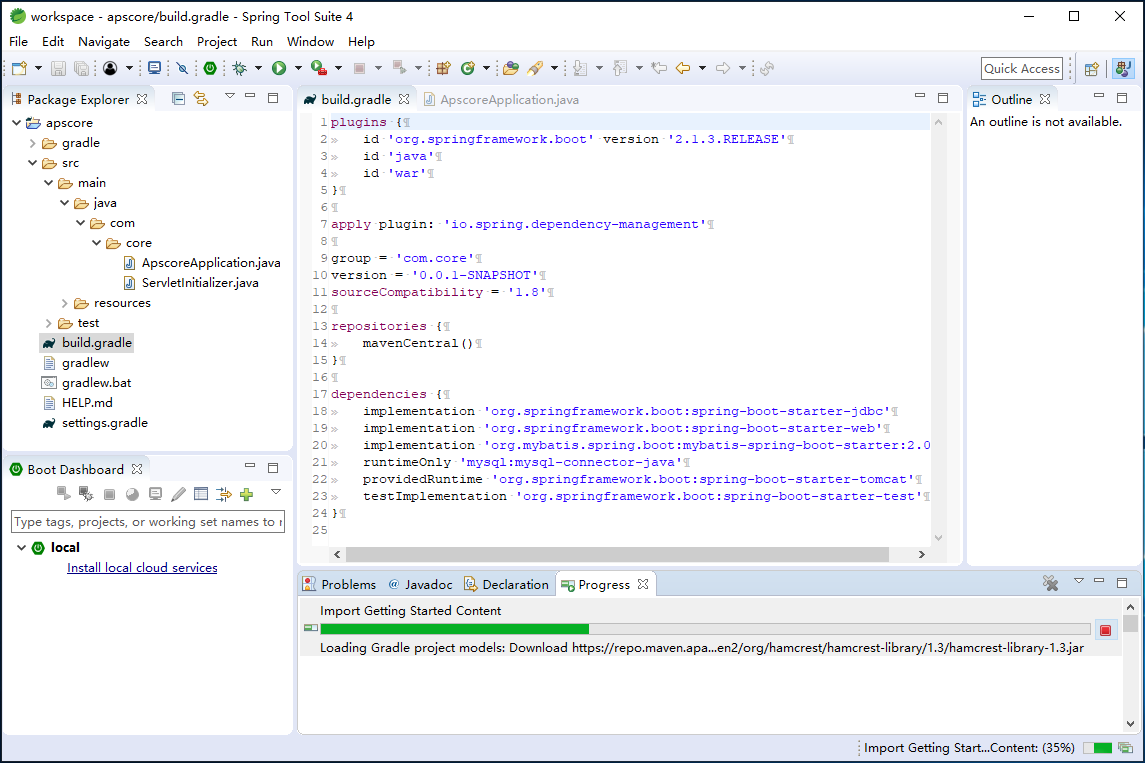 workspace - apscore/build.gradle - Spring Tool Suite 4
File Edit Navigate Search Project Run Window Help
Quick Access
Package Explorer
apscore
gradle
src
main
java
com
core
ApscoreApplication.java
ServletInitializer.java
resources
test
build.gradle
gradlew
gradlew.bat
HELP.md
settings.gradle
Boot Dashboard
Type tags, projects, or working set names to
local
Install local cloud services
build.gradle
ApscoreApplication.java
1 plugins {¶
2 » id 'org.springframework.boot' version '2.1.3.RELEASE'¶
3 » id 'java'¶
4 » id 'war'¶
5 }¶
6 ¶
7 apply plugin: 'io.spring.dependency-management'¶
8 ¶
9 group = 'com.core'¶
10 version = '0.0.1-SNAPSHOT'¶
11 sourceCompatibility = '1.8'¶
12 ¶
13 repositories {¶
14 » mavenCentral()¶
15 }¶
16 ¶
17 dependencies {¶
18 » implementation 'org.springframework.boot:spring-boot-starter-jdbc'¶
19 » implementation 'org.springframework.boot:spring-boot-starter-web'¶
20 » implementation 'org.mybatis.spring.boot:mybatis-spring-boot-starter:2.0
21 » runtimeOnly 'mysql:mysql-connector-java'¶
22 » providedRuntime 'org.springframework.boot:spring-boot-starter-tomcat'¶
23 » testImplementation 'org.springframework.boot:spring-boot-starter-test'¶
24 }¶
25
Outline
An outline is not available.
Problems @ Javadoc Declaration Progress
Import Getting Started Content
Loading Gradle project models: Download https://repo.maven.apa...en2/org/hamcrest/hamcrest-library/1.3/hamcrest-library-1.3.jar
Import Getting Start...Content: (35%)